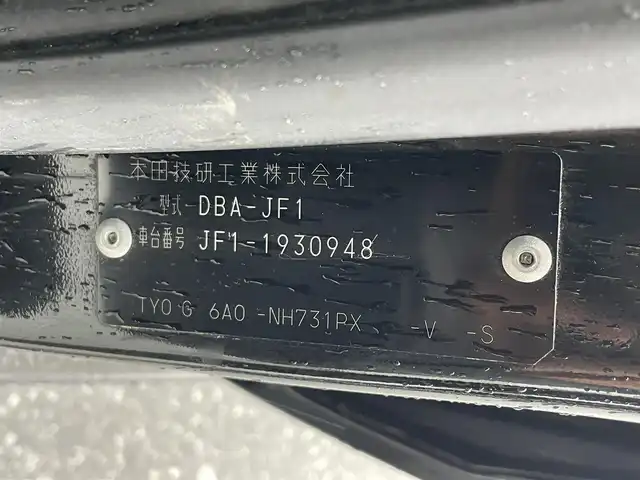 本田技研工業株式会社
型式 DBA-JF1
車台番号 JF1-1930948
TYO G 6A0 -NH731PX -V -S